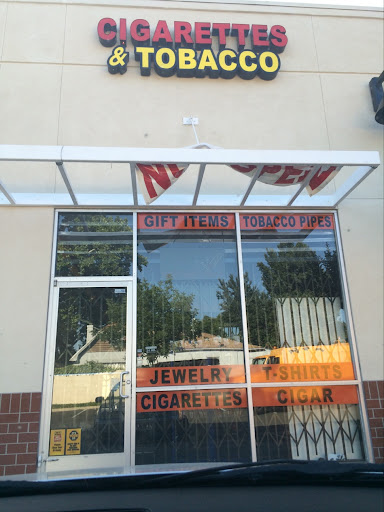 CIGARETTES
& TOBACCO
GIFT ITEMS
TOBACCO PIPES
JEWELRY
T-SHIRTS
CIGARETTES
CIGAR